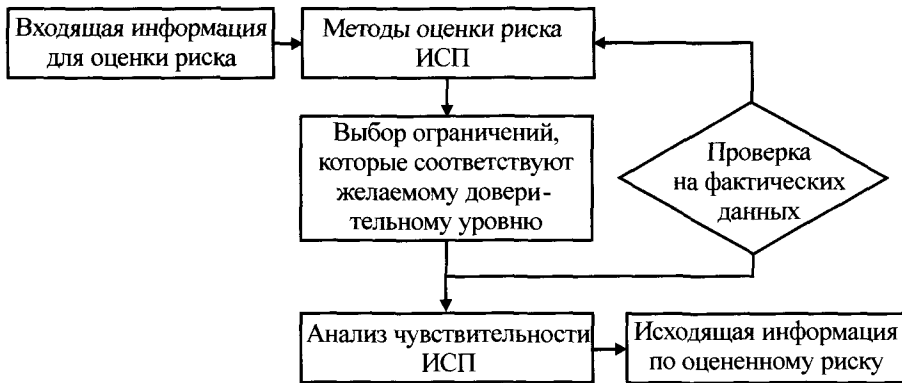 Входящая информация
для оценки риска
Методы оценки риска
ИСП
Выбор ограничений,
которые соответствуют
желаемому довери-
тельному уровню
Проверка
на фактических
данных
Анализ чувствительности
ИСП
Исходящая информация
по оцененному риску